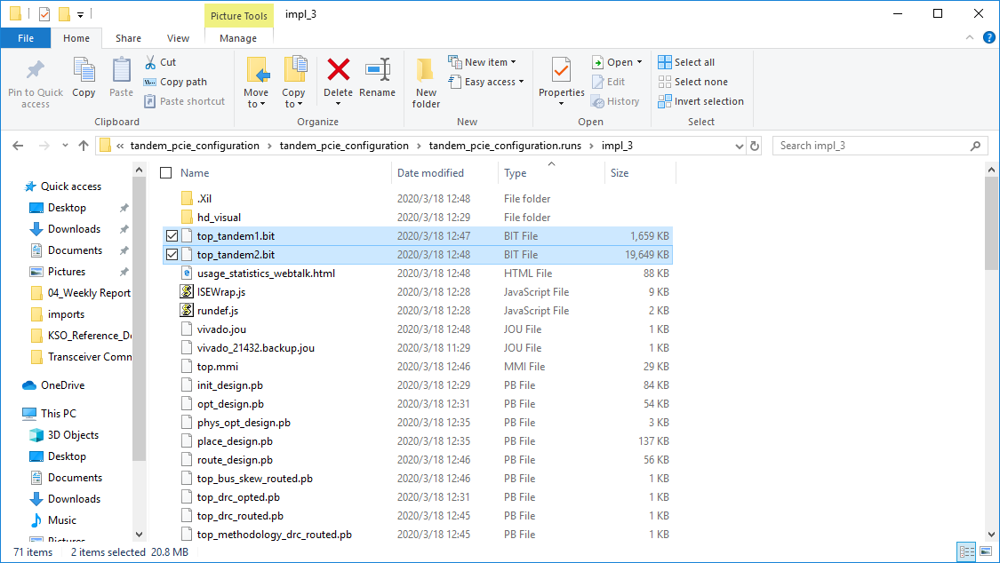 Picture Tools impl_3
File Home Share View Manage
Pin to Quick access
Copy
Paste
Cut
Copy path
Paste shortcut
Clipboard
Move to
Copy to
Delete
Rename
Organize
New folder
New item
Easy access
New
Properties
Open
Edit
History
Open
Select all
Select none
Invert selection
Select
« tandem_pcie_configuration > tandem_pcie_configuration > tandem_pcie_configuration.runs > impl_3
Search impl_3
Quick access
Desktop
Downloads
Documents
Pictures
04_Weekly Report
imports
KSO_Reference_D
Transceiver Comm
OneDrive
This PC
3D Objects
Desktop
Documents
Downloads
Music
Pictures
Name Date modified Type Size
.Xil 2020/3/18 12:48 File folder
hd_visual 2020/3/18 12:29 File folder
top_tandem1.bit 2020/3/18 12:47 BIT File 1,659 KB
top_tandem2.bit 2020/3/18 12:48 BIT File 19,649 KB
usage_statistics_webtalk.html 2020/3/18 12:48 HTML File 88 KB
ISEWrap.js 2020/3/18 12:28 JavaScript File 9 KB
rundef.js 2020/3/18 12:28 JavaScript File 2 KB
vivado.jou 2020/3/18 12:48 JOU File 1 KB
vivado_21432.backup.jou 2020/3/18 11:29 JOU File 1 KB
top.mmi 2020/3/18 12:46 MMI File 29 KB
init_design.pb 2020/3/18 12:29 PB File 84 KB
opt_design.pb 2020/3/18 12:31 PB File 54 KB
phys_opt_design.pb 2020/3/18 12:35 PB File 3 KB
place_design.pb 2020/3/18 12:35 PB File 137 KB
route_design.pb 2020/3/18 12:46 PB File 56 KB
top_bus_skew_routed.pb 2020/3/18 12:46 PB File 1 KB
top_drc_opted.pb 2020/3/18 12:31 PB File 1 KB
top_drc_routed.pb 2020/3/18 12:45 PB File 1 KB
top_methodology_drc_routed.pb 2020/3/18 12:45 PB File 1 KB
71 items 2 items selected 20.8 MB